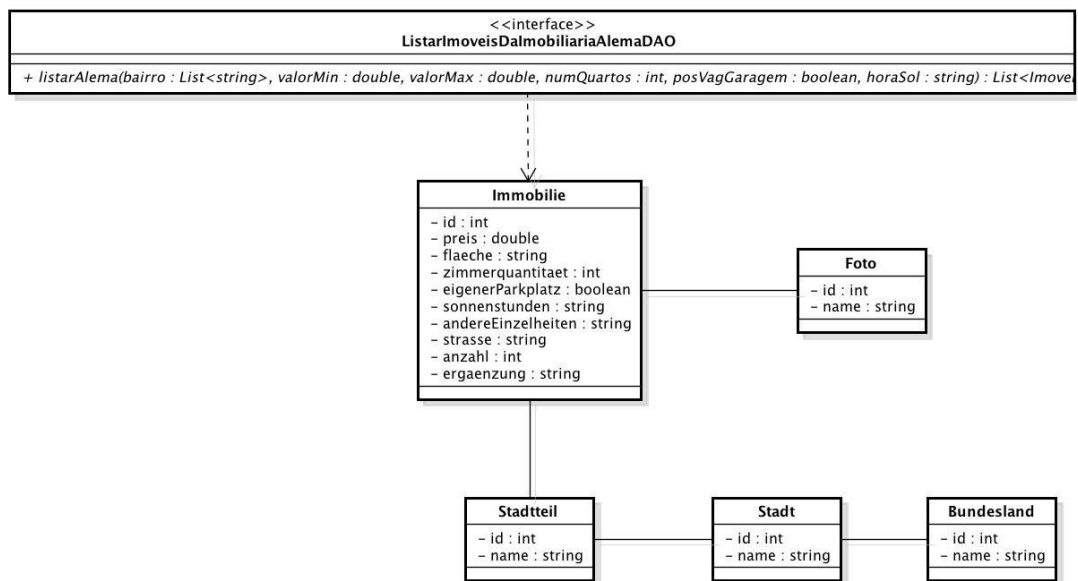 <<interface>>
ListarImoveisDaImobiliariaAlemaDAO
+ listarAlema(bairro : List<string>, valorMin : double, valorMax : double, numQuartos : int, posVagGaragem : boolean, horaSol : string) : List<Imove
Immobilie
- id : int
- preis : double
- flaeche : string
- zimmerquantitaet : int
- eigenerParkplatz : boolean
- sonnenstunden : string
- andereEinzelheiten : string
- strasse : string
- anzahl : int
- ergaenzung : string
Foto
- id : int
- name : string
Stadtteil
- id : int
- name : string
Stadt
- id : int
- name : string
Bundesland
- id : int
- name : string